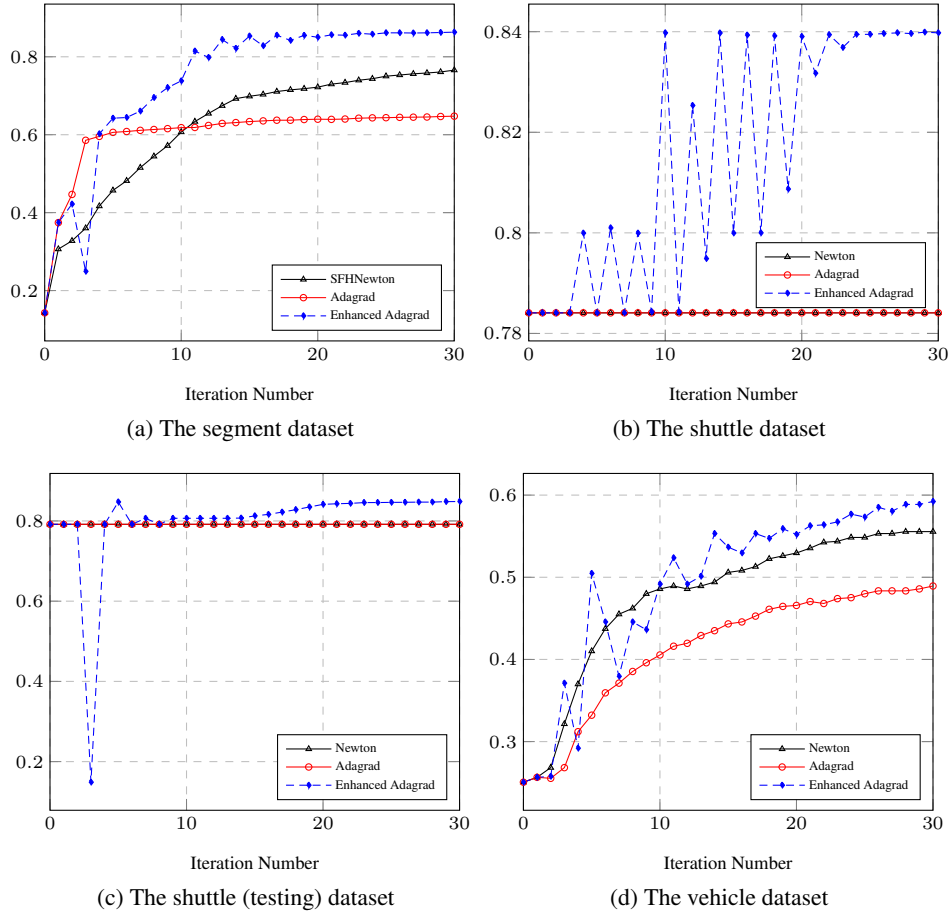 0.8
0.6
0.4
0.2
0
10
20
30
SFHNewton
Adagrad
Enhanced Adagrad
Iteration Number
(a) The segment dataset
0.84
0.82
0.8
0.78
0
10
20
30
Newton
Adagrad
Enhanced Adagrad
Iteration Number
(b) The shuttle dataset
0.8
0.6
0.4
0.2
0
10
20
30
Newton
Adagrad
Enhanced Adagrad
Iteration Number
(c) The shuttle (testing) dataset
0.6
0.5
0.4
0.3
0
10
20
30
Newton
Adagrad
Enhanced Adagrad
Iteration Number
(d) The vehicle dataset